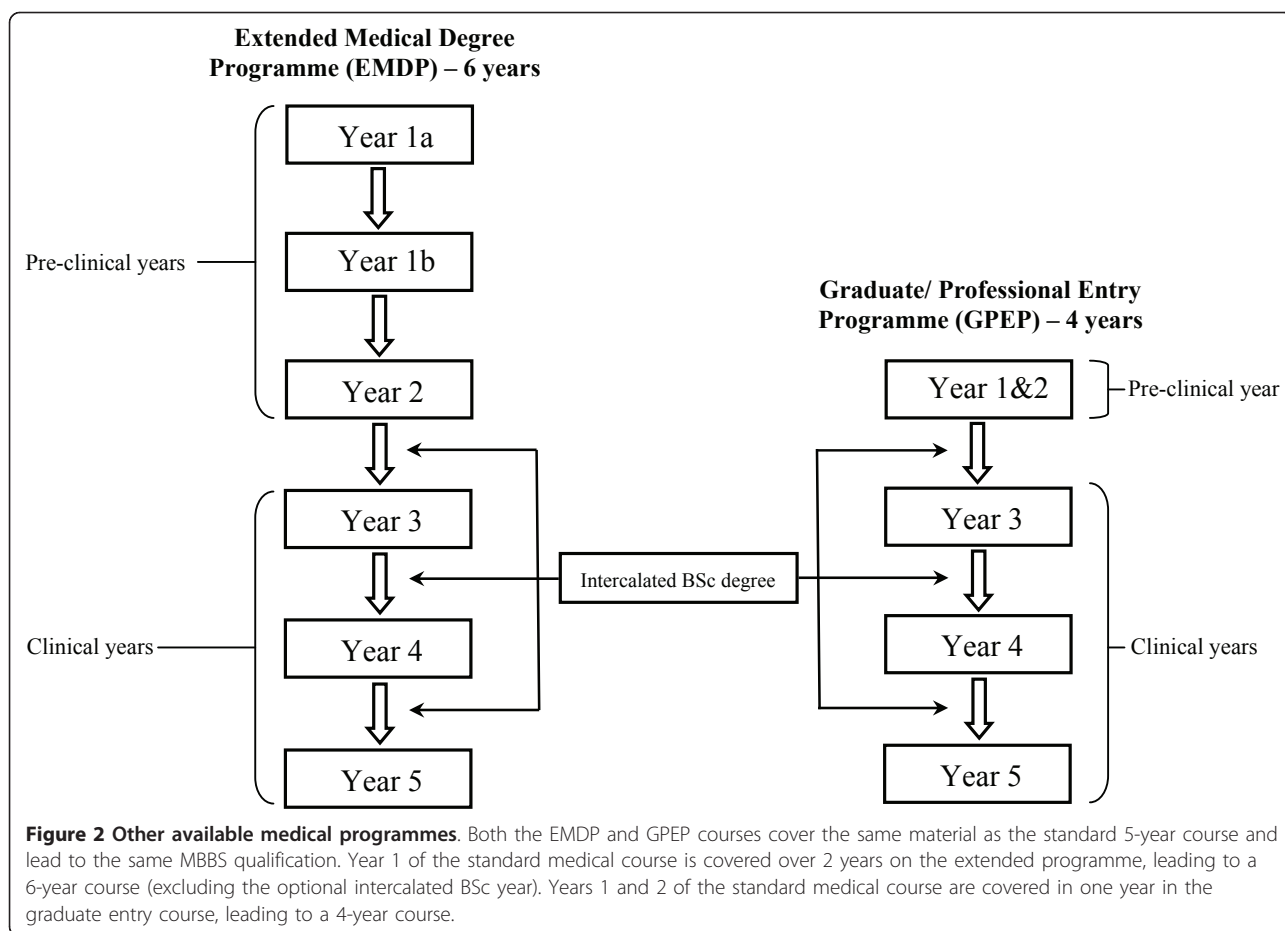 Extended Medical Degree
Programme (EMDP) – 6 years
Year 1a
Year 1b
Pre-clinical years
Year 2
Year 3
Year 4
Clinical years
Year 5
Intercalated BSc degree
Graduate/ Professional Entry
Programme (GPEP) – 4 years
Year 1&2
Pre-clinical year
Year 3
Year 4
Clinical years
Year 5
Figure 2 Other available medical programmes. Both the EMDP and GPEP courses cover the same material as the standard 5-year course and
lead to the same MBBS qualification. Year 1 of the standard medical course is covered over 2 years on the extended programme, leading to a
6-year course (excluding the optional intercalated BSc year). Years 1 and 2 of the standard medical course are covered in one year in the
graduate entry course, leading to a 4-year course.